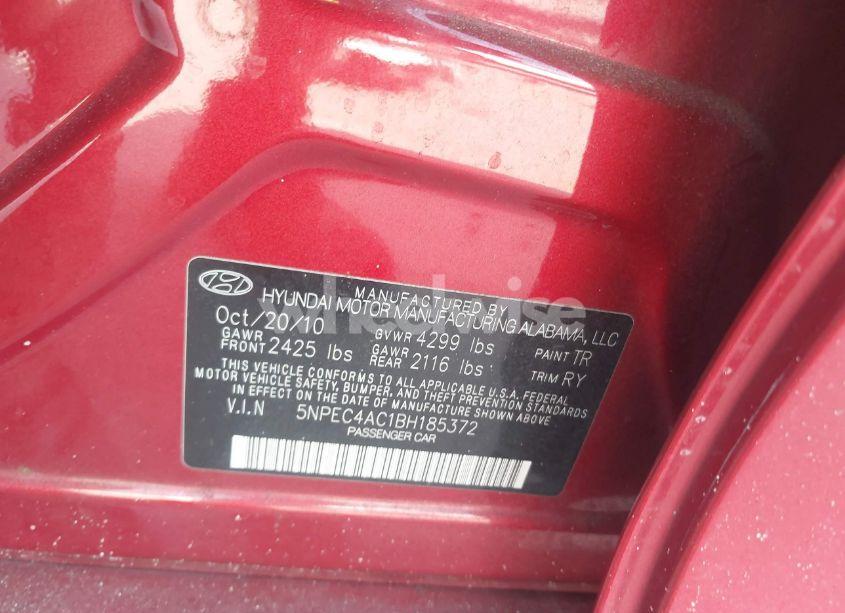 MANUFACTURED BY
HYUNDAI MOTOR MANUFACTURING ALABAMA, LLC
Oct/20/10 GVWR 4299 lbs PAINT TR
GAWR FRONT 2425 lbs GAWR REAR 2116 lbs TRIM RY
THIS VEHICLE CONFORMS TO ALL APPLICABLE U.S.A. FEDERAL
MOTOR VEHICLE SAFETY, BUMPER, AND THEFT PREVENTION STANDARDS
IN EFFECT ON THE DATE OF MANUFACTURE SHOWN ABOVE.
V.I.N 5NPEC4AC1BH185372
PASSENGER CAR